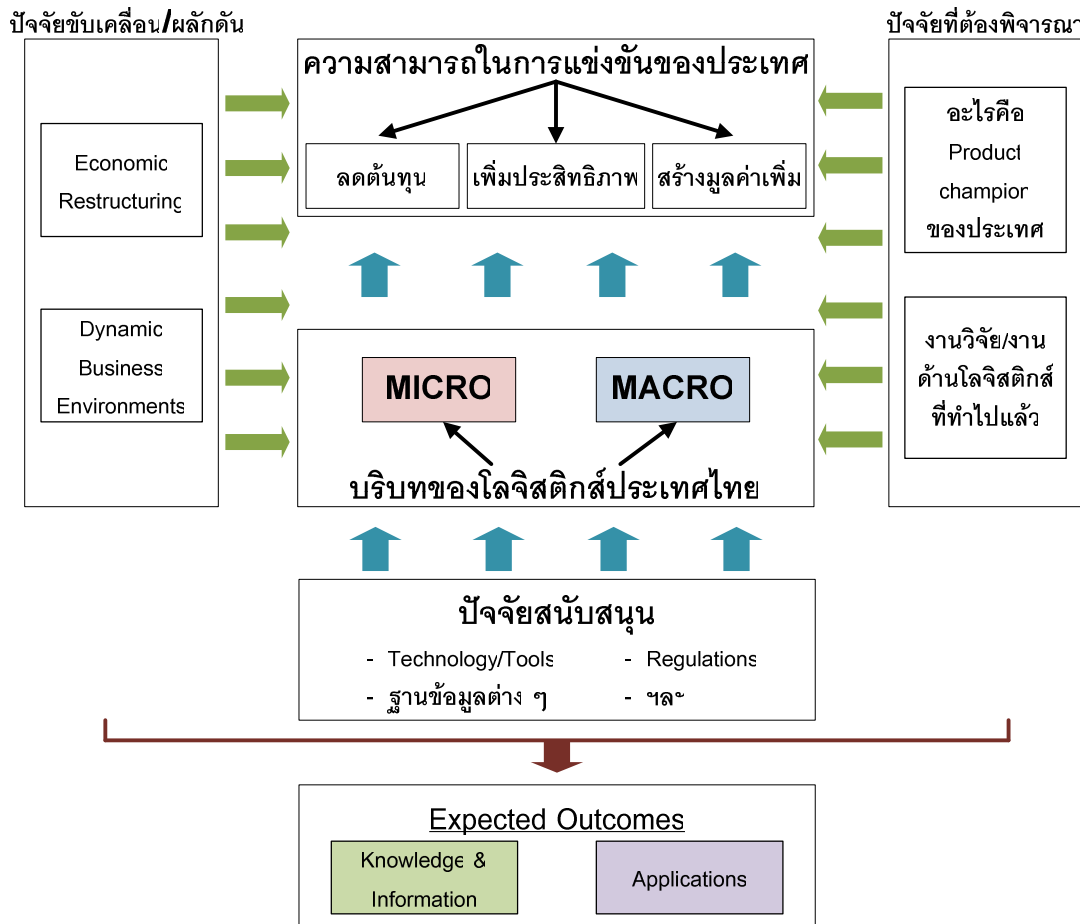 ปัจจัยขับเคลื่อน/ผลักดัน
Economic
Restructuring
Dynamic
Business
Environments
ความสามารถในการแข่งขันของประเทศ
ลดต้นทุน
เพิ่มประสิทธิภาพ
สร้างมูลค่าเพิ่ม
MICRO
MACRO
บริบทของโลจิสติกส์ประเทศไทย
ปัจจัยสนับสนุน
- Technology/Tools
- Regulations
- ฐานข้อมูลต่าง ๆ
- ฯลฯ
ปัจจัยที่ต้องพิจารณา
อะไรคือ
Product
champion
ของประเทศ
งานวิจัย/งาน
ด้านโลจิสติกส์
ที่ทำไปแล้ว
Expected Outcomes
Knowledge &
Information
Applications